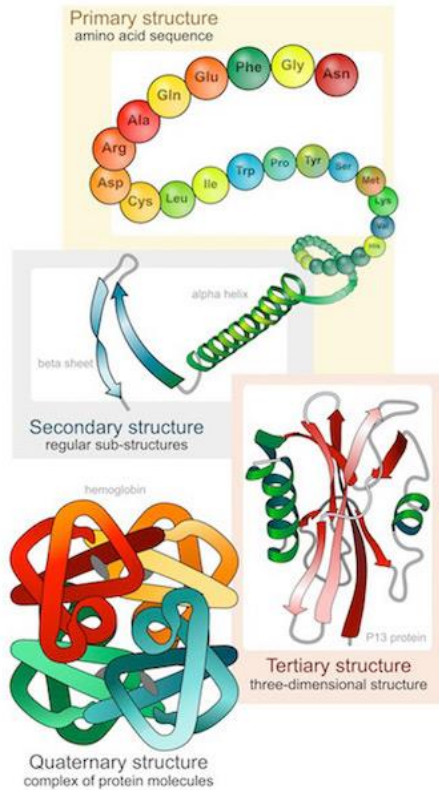 Primary structure
amino acid sequence
Asn
Gly
Phe
Glu
Gln
Ala
Arg
Asp
Cys
Leu
Ile
Trp
Pro
Tyr
Ser
Met
Lys
Val
His
alpha helix
beta sheet
Secondary structure
regular sub-structures
P13 protein
Tertiary structure
three-dimensional structure
hemoglobin
Quaternary structure
complex of protein molecules